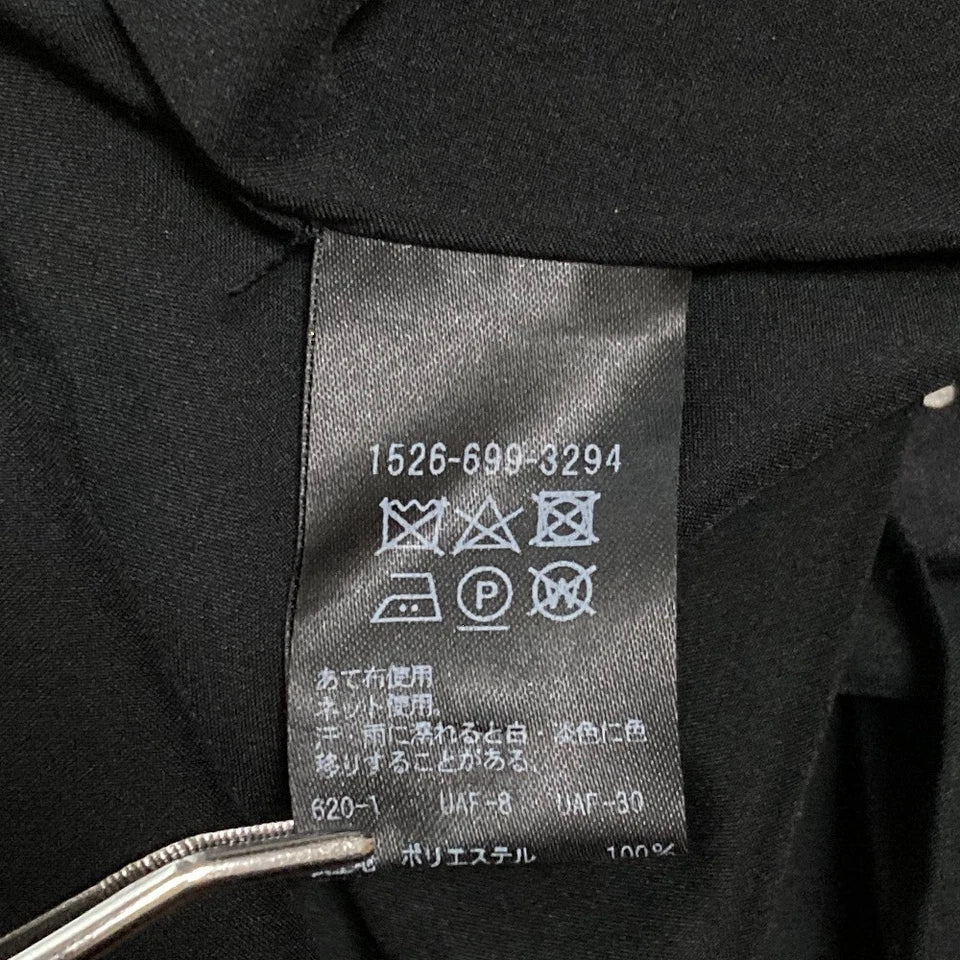 1526-699-3294
P W
あて布使用
ネット使用。
汗・雨に濡れると白・淡色に色
移りすることがある。
620-1 UAF-8 UAF-30
ポリエステル 100%